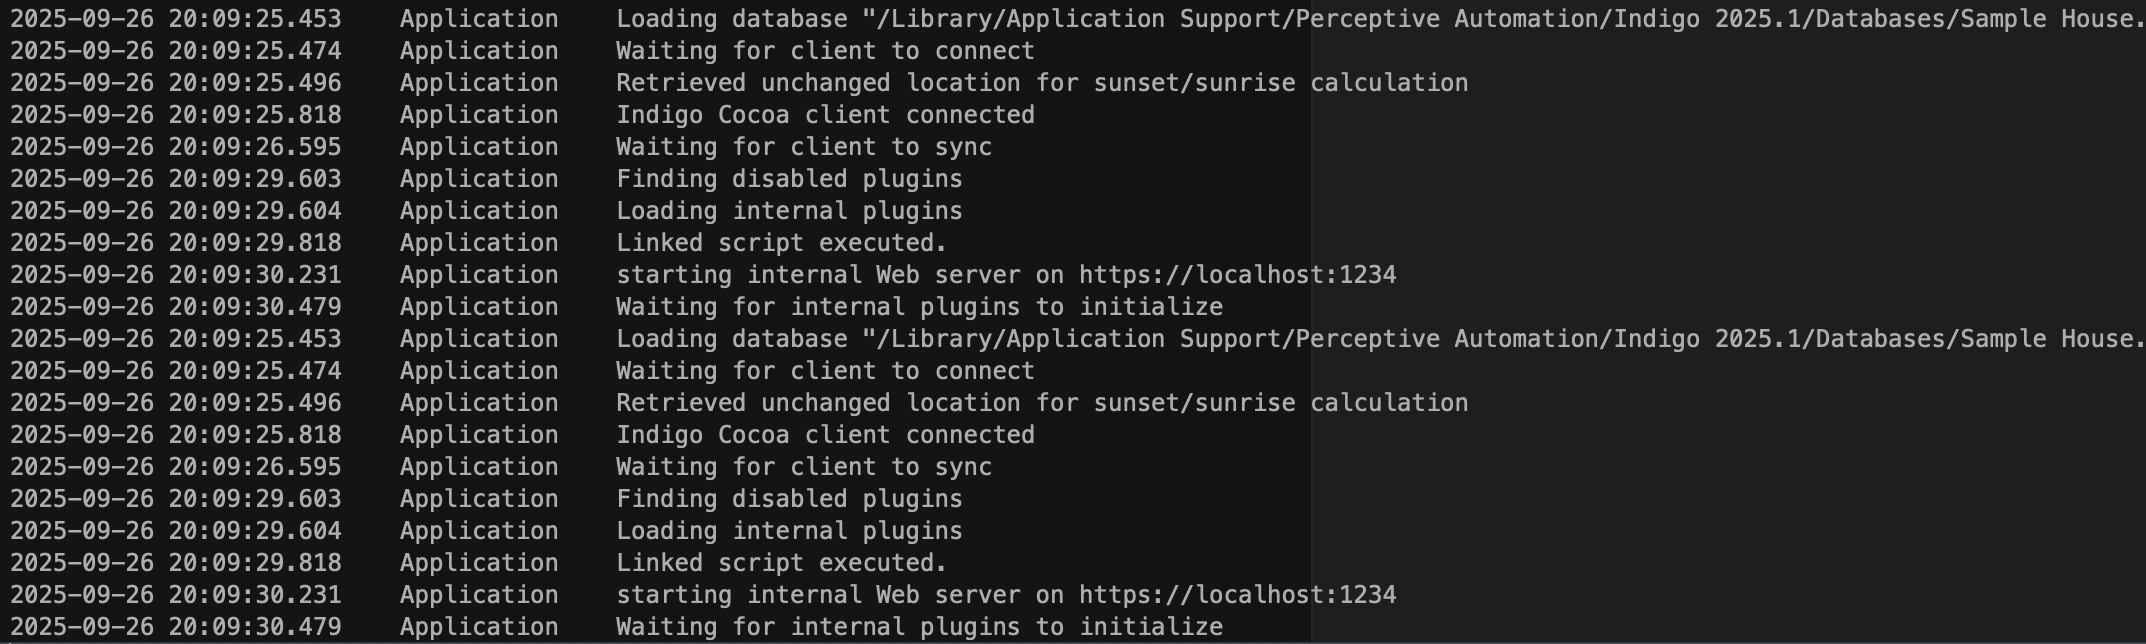 2025-09-26 20:09:25.453    Application    Loading database "/Library/Application Support/Perceptive Automation/Indigo 2025.1/Databases/Sample House.
2025-09-26 20:09:25.474    Application    Waiting for client to connect
2025-09-26 20:09:25.496    Application    Retrieved unchanged location for sunset/sunrise calculation
2025-09-26 20:09:25.818    Application    Indigo Cocoa client connected
2025-09-26 20:09:26.595    Application    Waiting for client to sync
2025-09-26 20:09:29.603    Application    Finding disabled plugins
2025-09-26 20:09:29.604    Application    Loading internal plugins
2025-09-26 20:09:29.818    Application    Linked script executed.
2025-09-26 20:09:30.231    Application    starting internal Web server on https://localhost:1234
2025-09-26 20:09:30.479    Application    Waiting for internal plugins to initialize
2025-09-26 20:09:25.453    Application    Loading database "/Library/Application Support/Perceptive Automation/Indigo 2025.1/Databases/Sample House.
2025-09-26 20:09:25.474    Application    Waiting for client to connect
2025-09-26 20:09:25.496    Application    Retrieved unchanged location for sunset/sunrise calculation
2025-09-26 20:09:25.818    Application    Indigo Cocoa client connected
2025-09-26 20:09:26.595    Application    Waiting for client to sync
2025-09-26 20:09:29.603    Application    Finding disabled plugins
2025-09-26 20:09:29.604    Application    Loading internal plugins
2025-09-26 20:09:29.818    Application    Linked script executed.
2025-09-26 20:09:30.231    Application    starting internal Web server on https://localhost:1234
2025-09-26 20:09:30.479    Application    Waiting for internal plugins to initialize